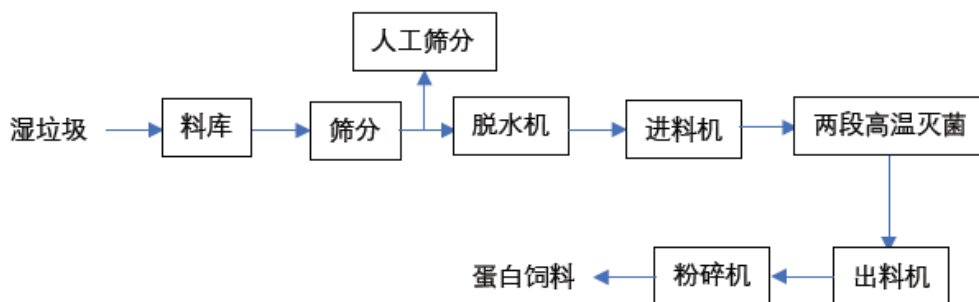 人工筛分
湿垃圾
料库
筛分
脱水机
进料机
两段高温灭菌
蛋白饲料
粉碎机
出料机